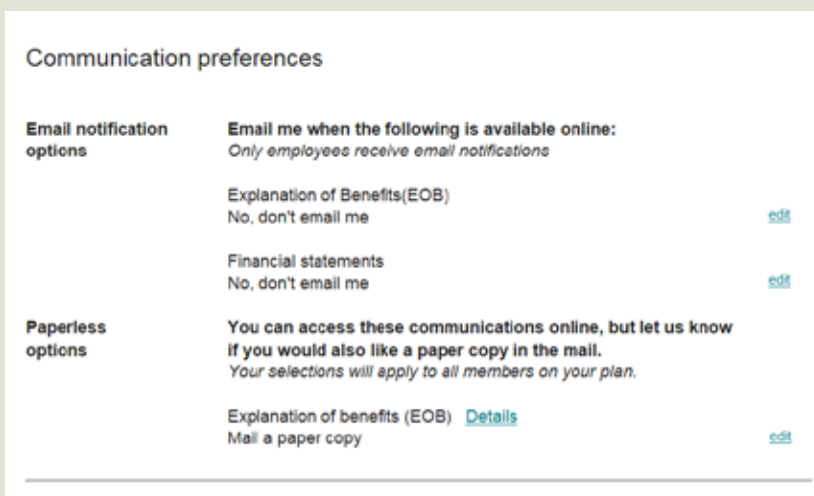 Communication preferences
Email notification options
Email me when the following is available online:
Only employees receive email notifications
Explanation of Benefits(EOB)
No, don't email me
edit
Financial statements
No, don't email me
edit
Paperless options
You can access these communications online, but let us know
if you would also like a paper copy in the mail.
Your selections will apply to all members on your plan.
Explanation of benefits (EOB) Details
Mail a paper copy
edit